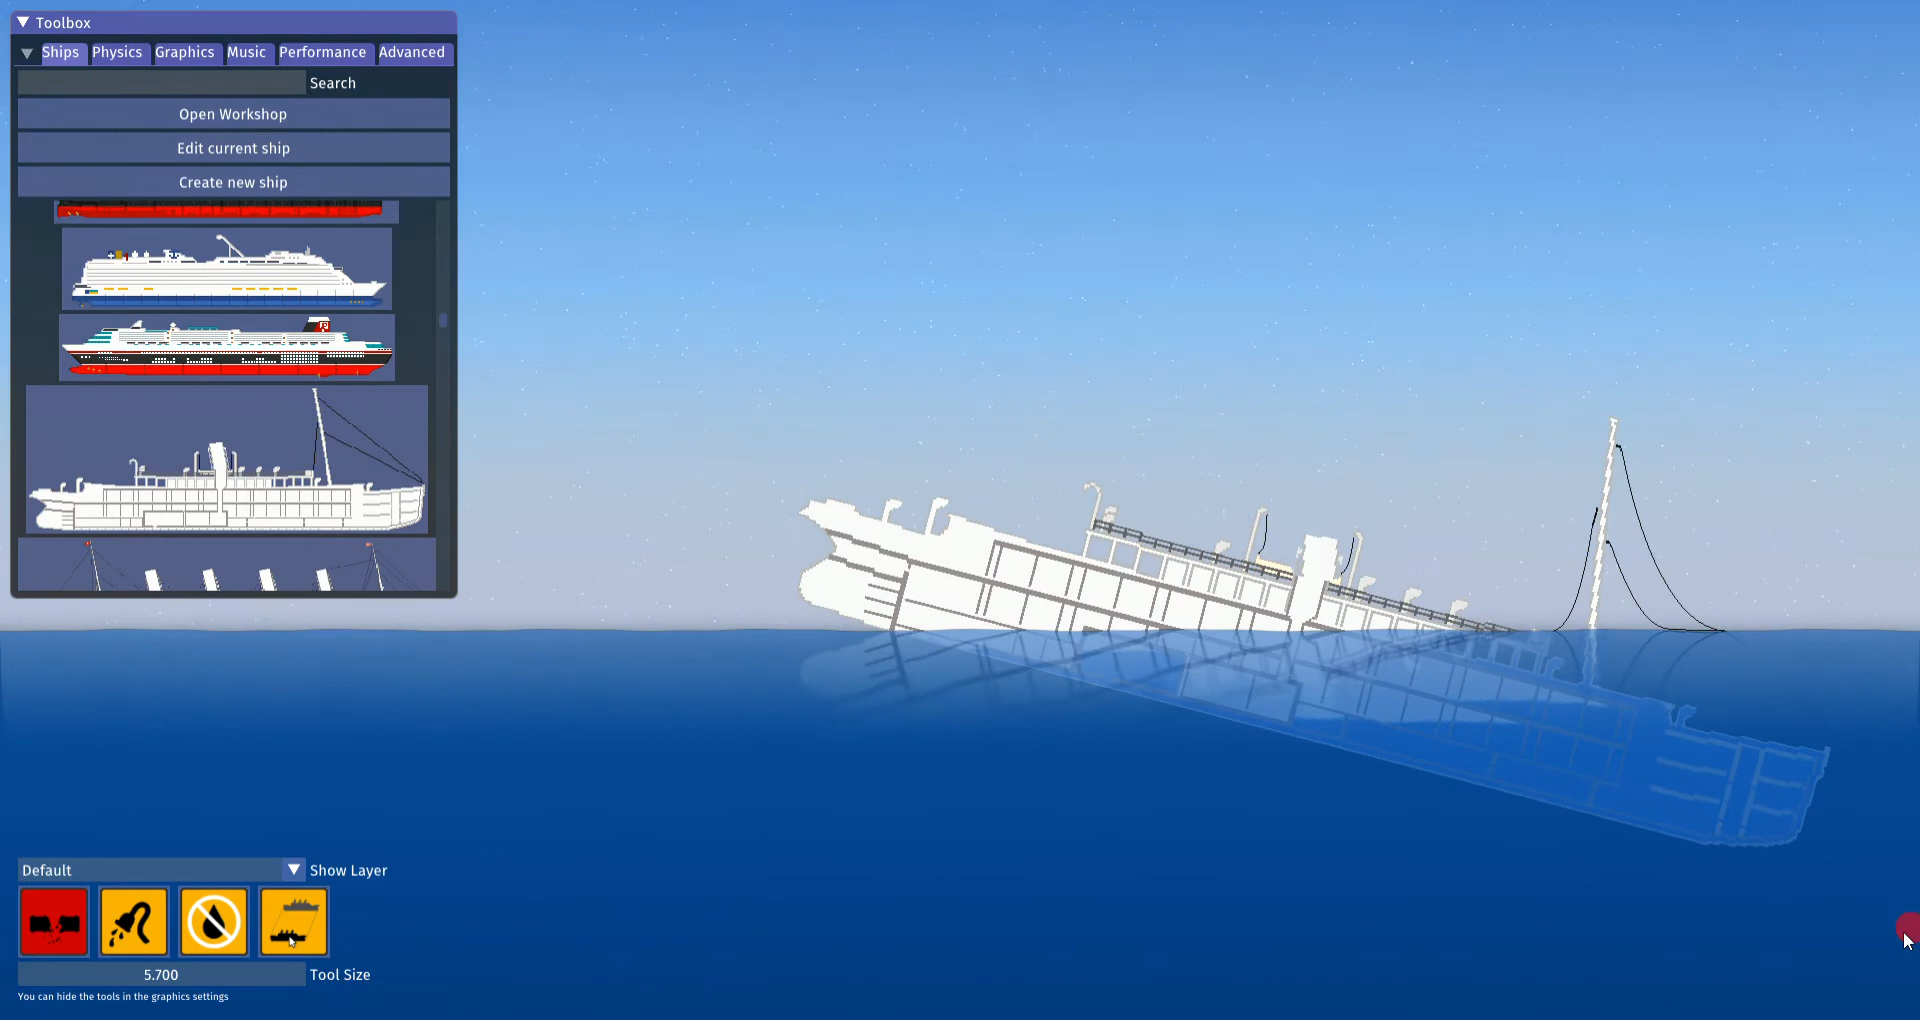 Toolbox
Ships Physics Graphics Music Performance Advanced
Search
Open Workshop
Edit current ship
Create new ship
Default
Show Layer
5.700
Tool Size
You can hide the tools in the graphics settings